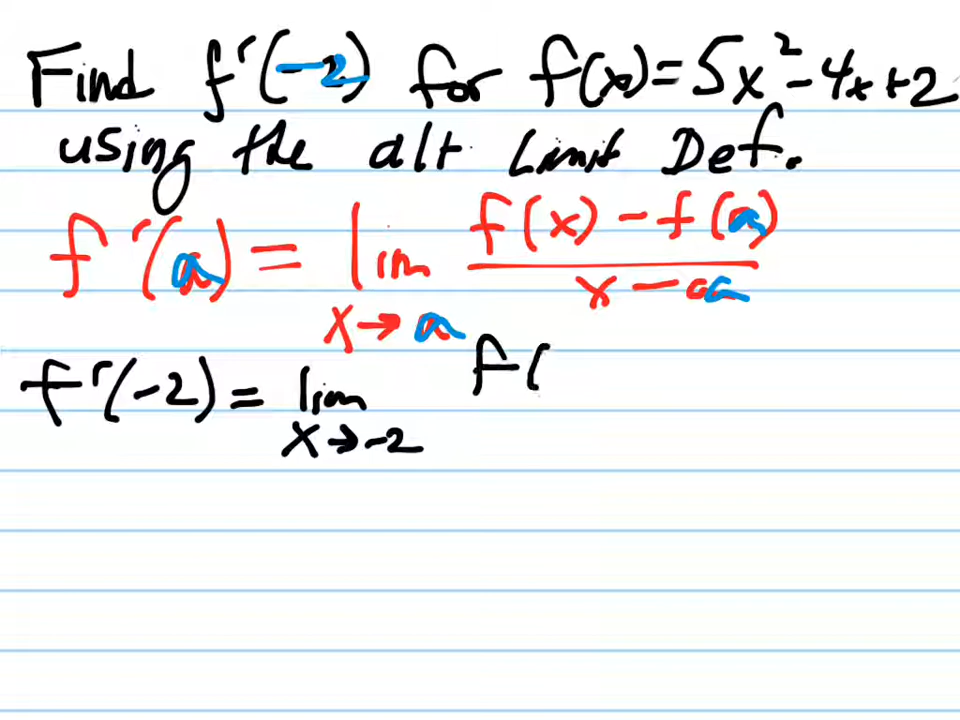 Find f'(-2) for f(x)=5x²-4x+2
using the alt Limit Def.
f'(a) = lim x→a (f(x) - f(a))/(x - a)
f'(-2) = lim x→-2 f(